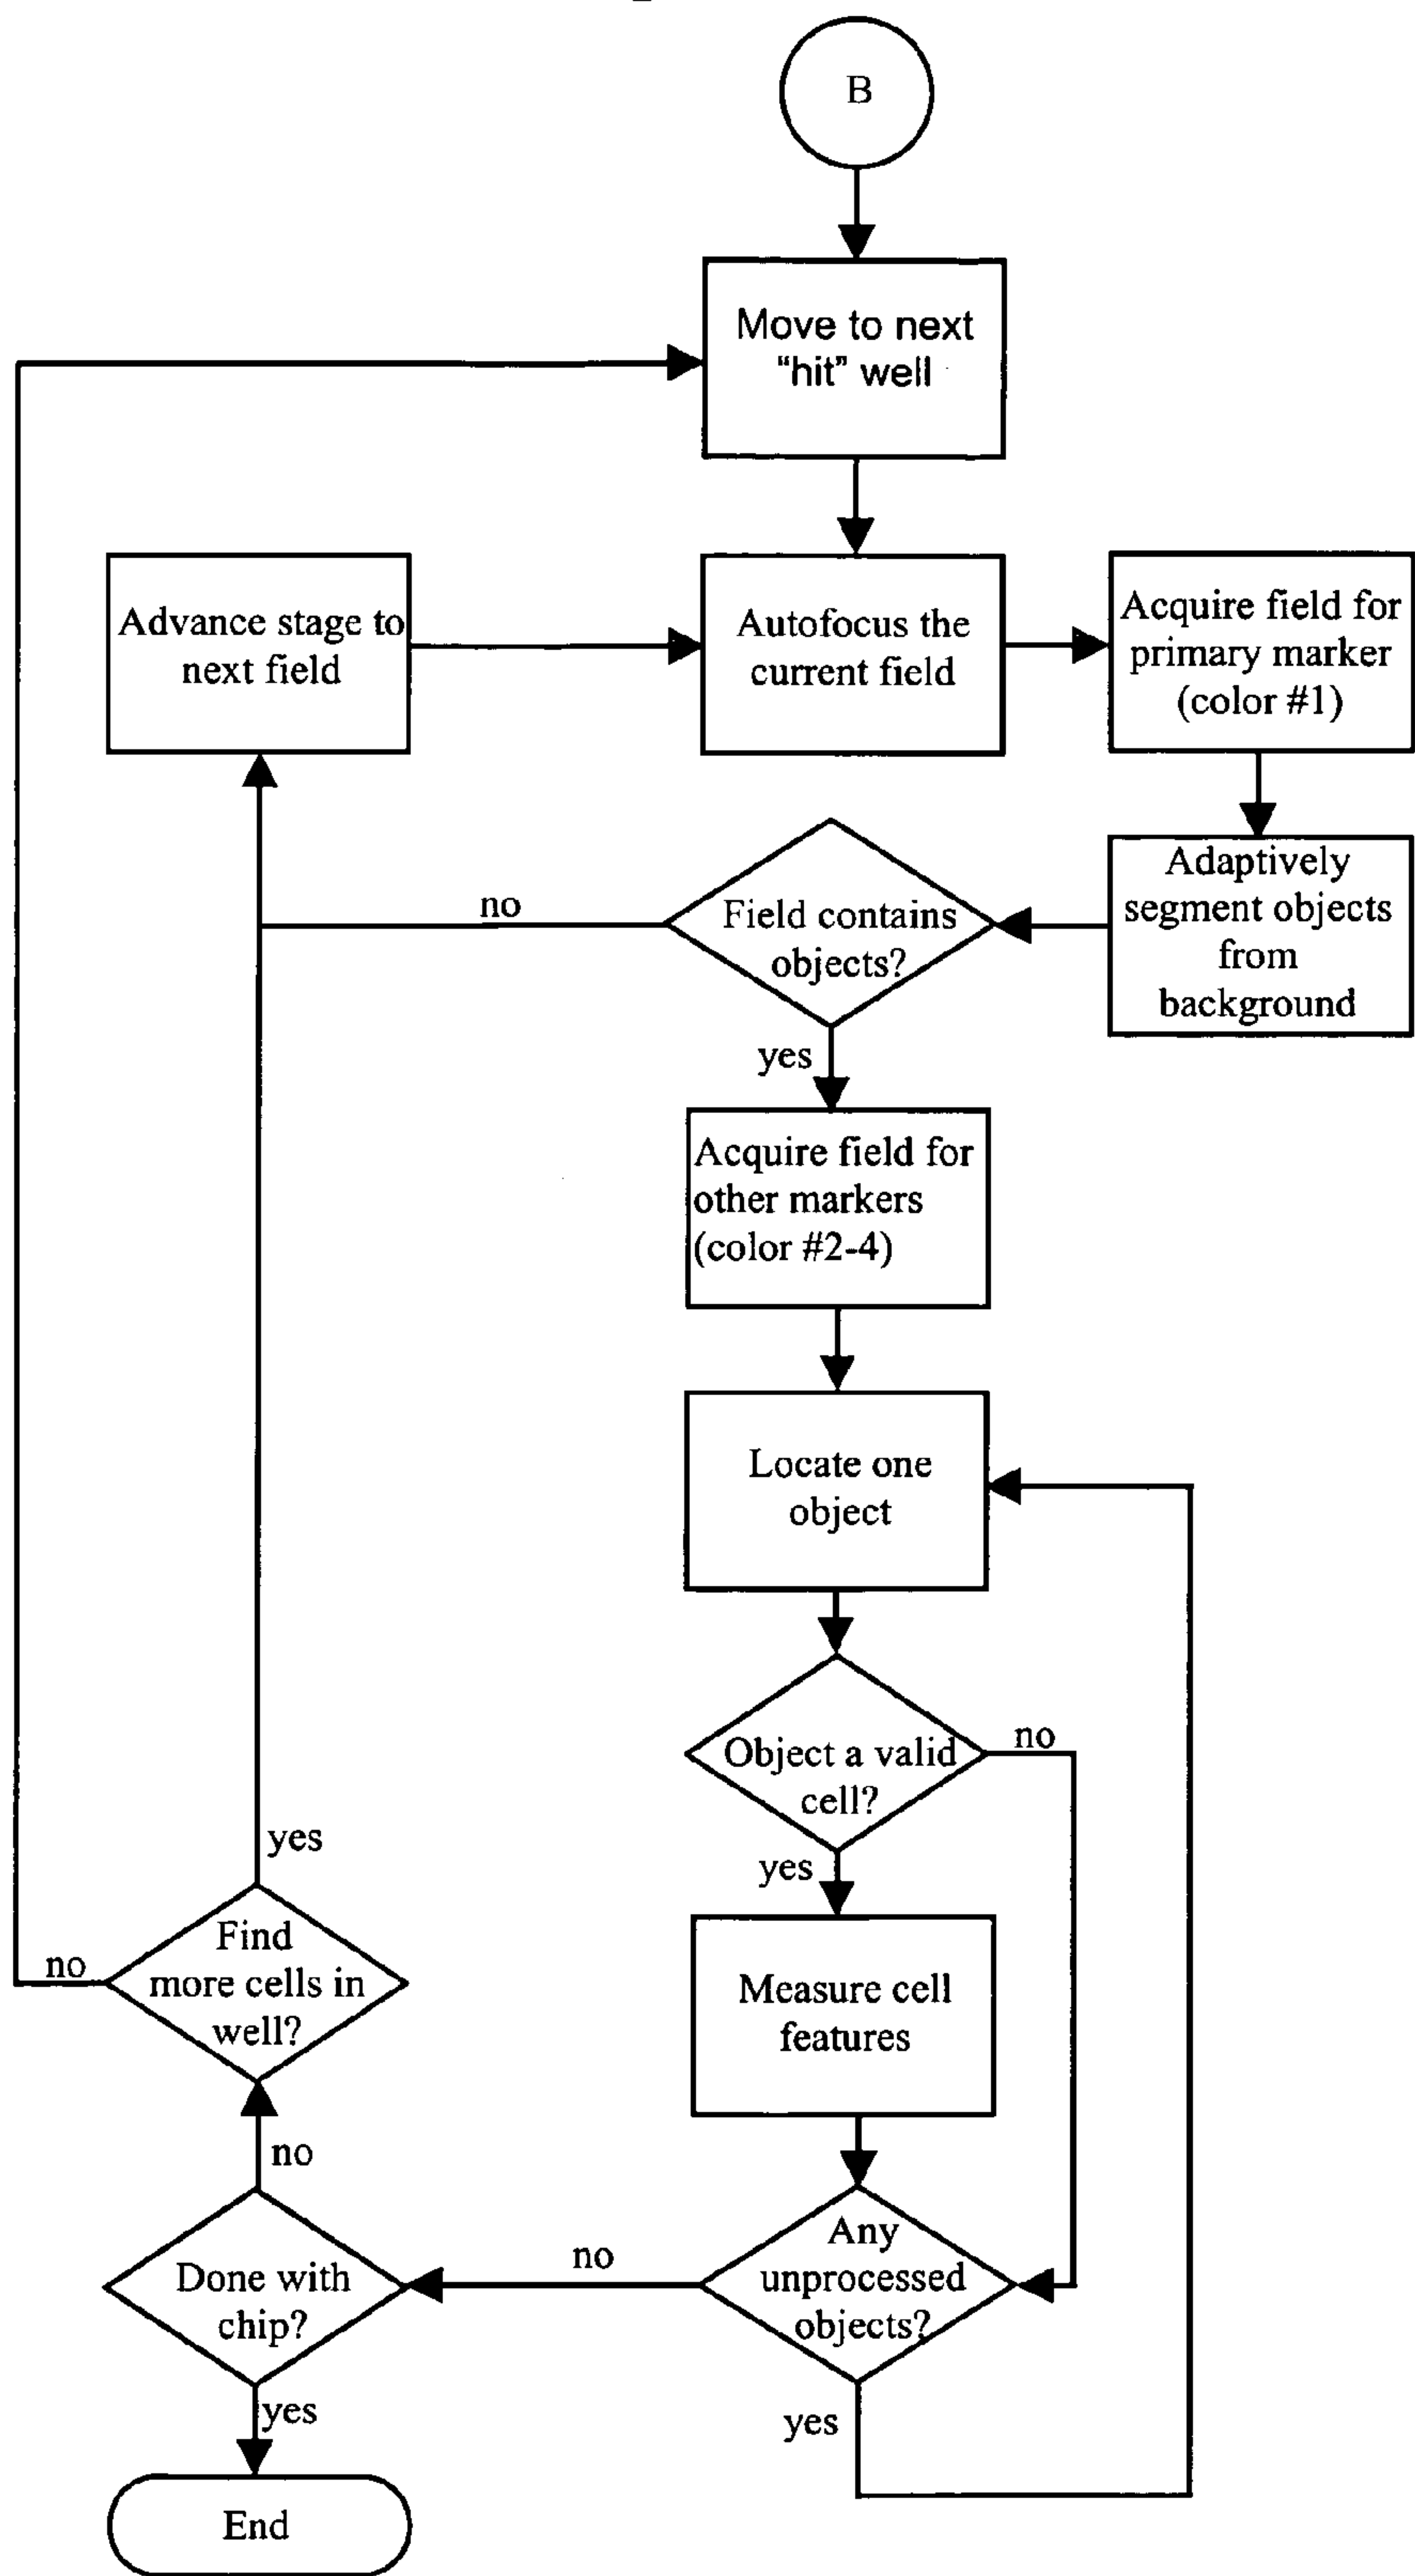 B
Move to next
“hit” well
Advance stage to
next field
Autofocus the
current field
Acquire field for
primary marker
(color #1)
Adaptively
segment objects
from
background
no
Field contains
objects?
yes
Acquire field for
other markers
(color #2-4)
Locate one
object
Object a valid
cell?
no
yes
Measure cell
features
yes
Find
more cells in
well?
no
no
Any
unprocessed
objects?
no
Done with
chip?
yes
yes
End